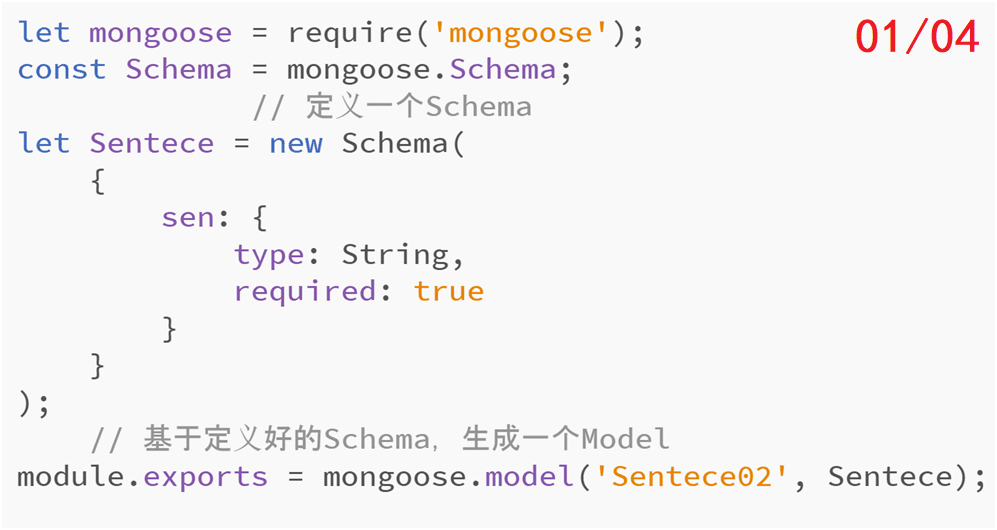 let mongoose = require('mongoose');
01/04
const Schema = mongoose.Schema;
// 定义一个Schema
let Sentece = new Schema(
{
sen: {
type: String,
required: true
}
}
);
// 基于定义好的Schema, 生成一个Model
module.exports = mongoose.model('Sentece02', Sentece);